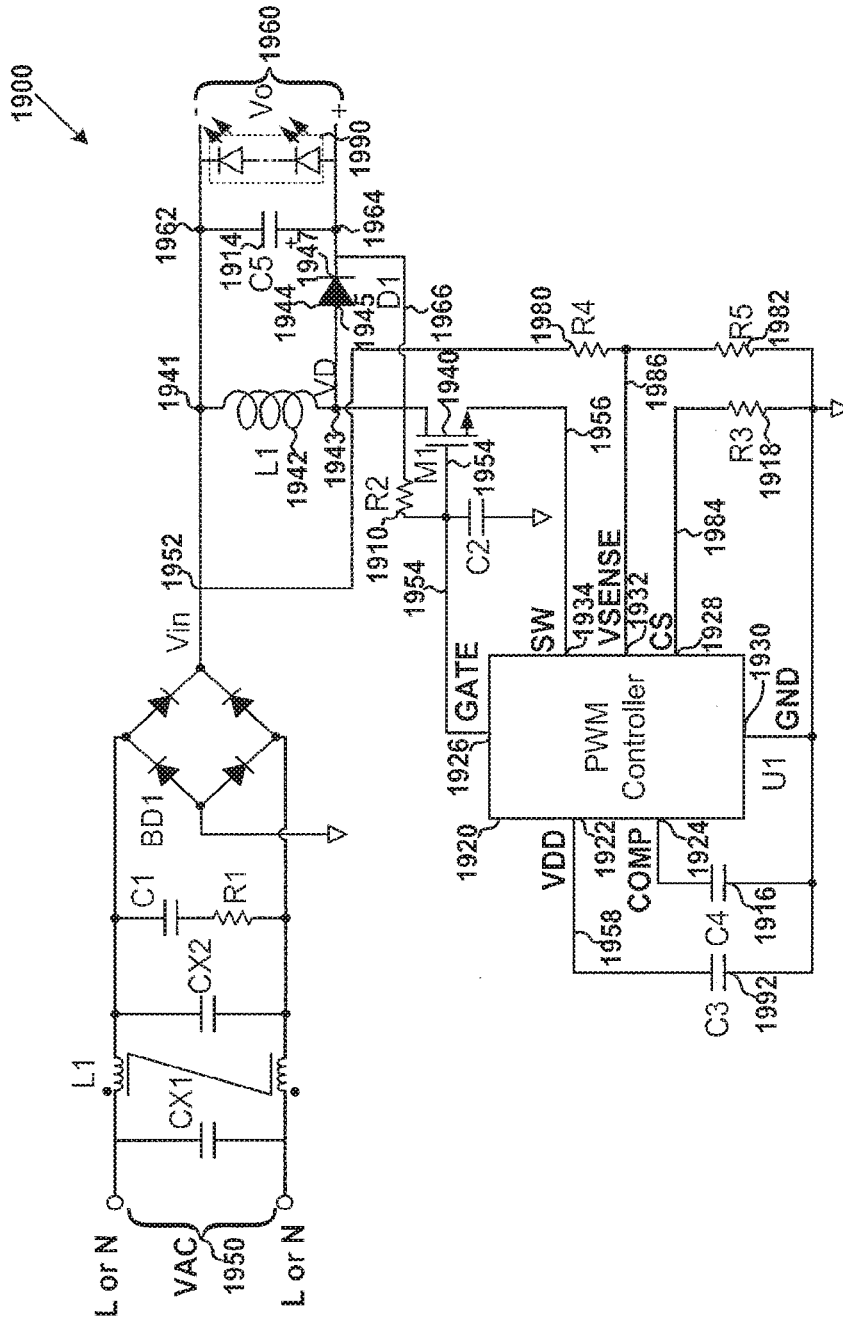 1900
L or N
VAC
1950
L or N
CX1
L1
CX2
C1
R1
BD1
Vin
1952
1941
L1
1942
VD
1943
1944
1945
1947
D1
1962
1914
C5
+
1964
-
Vo
+
1960
1990
1966
R2
1910
M1
1940
1954
1954
C2
1956
1980
R4
1986
R5
1982
R3
1918
1984
GATE
1926
SW
1934
VSENSE
1932
CS
1928
PWM
Controller
1920
VDD
1922
COMP
1924
1930
GND
U1
1958
C4
1916
C3
1992